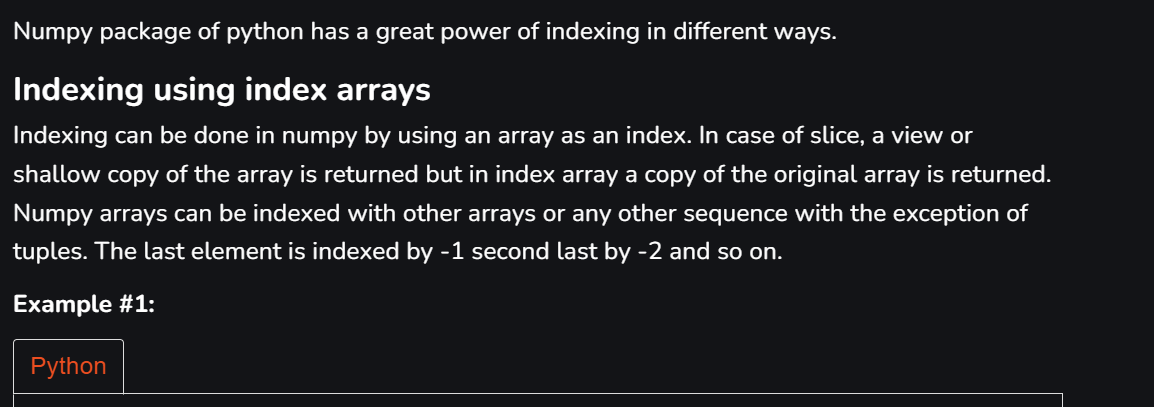 Numpy package of python has a great power of indexing in different ways.
Indexing using index arrays
Indexing can be done in numpy by using an array as an index. In case of slice, a view or
shallow copy of the array is returned but in index array a copy of the original array is returned.
Numpy arrays can be indexed with other arrays or any other sequence with the exception of
tuples. The last element is indexed by -1 second last by -2 and so on.
Example #1:
Python